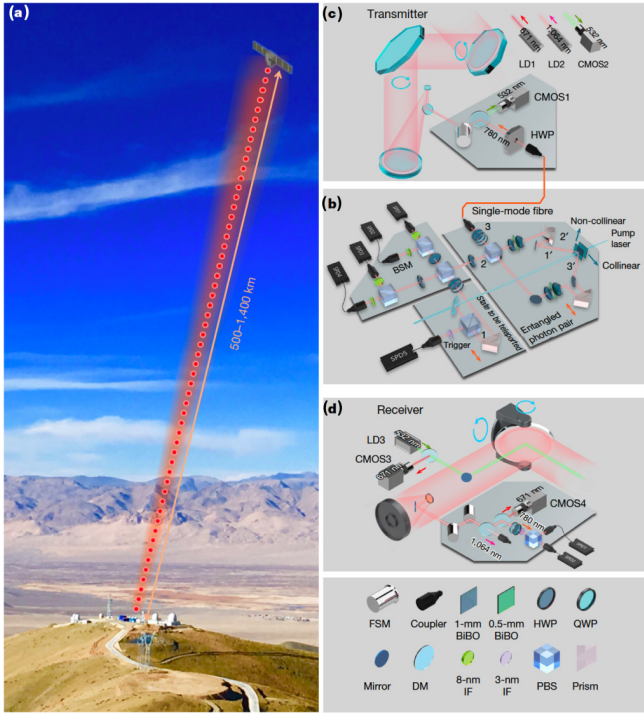 (a)
500–1,400 km
(c)
Transmitter
671 nm
1,064 nm
532 nm
LD1
LD2
CMOS2
532 nm
CMOS1
780 nm
HWP
(b)
Single-mode fibre
Non-collinear
Pump
laser
Collinear
3
2
2′
1′
3′
BSM
SPD4
State to be teleported
Entangled
photon pair
1
Trigger
SPD5
(d)
Receiver
LD3
532 nm
CMOS3
671 nm
671 nm
CMOS4
780 nm
1,064 nm
FSM
Coupler
1-mm
BiBO
0.5-mm
BiBO
HWP
QWP
Mirror
DM
8-nm
IF
3-nm
IF
PBS
Prism